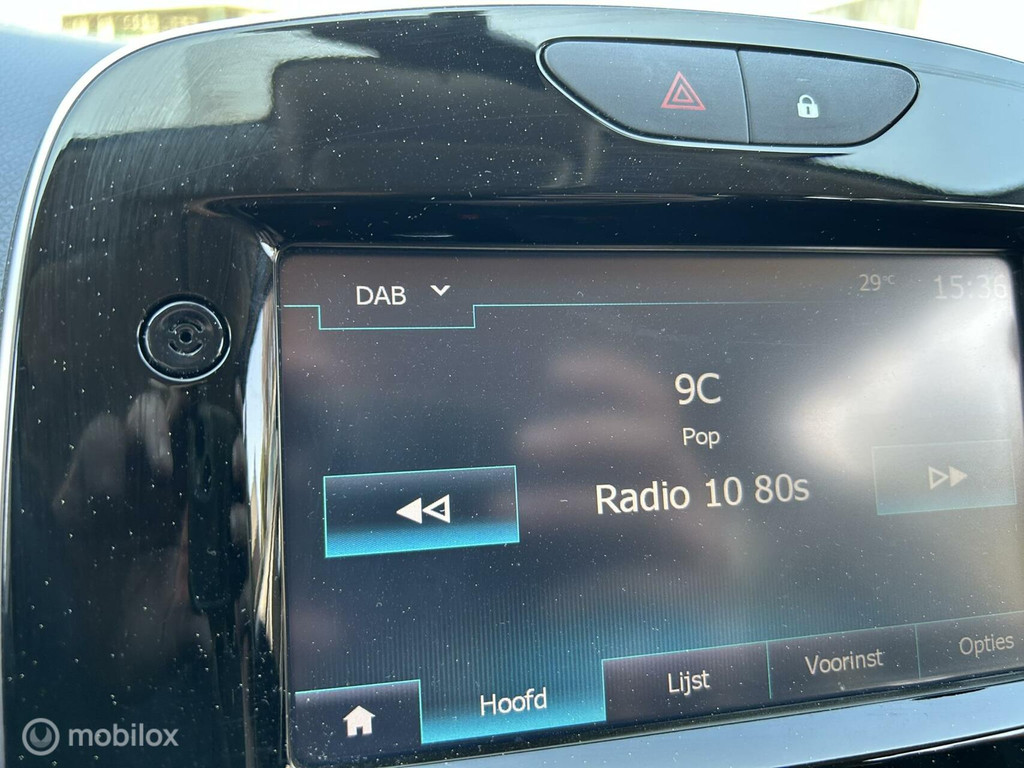 DAB
29°C 15:36
9C
Pop
Radio 10 80s
Hoofd Lijst Voorinst Opties
mobilox